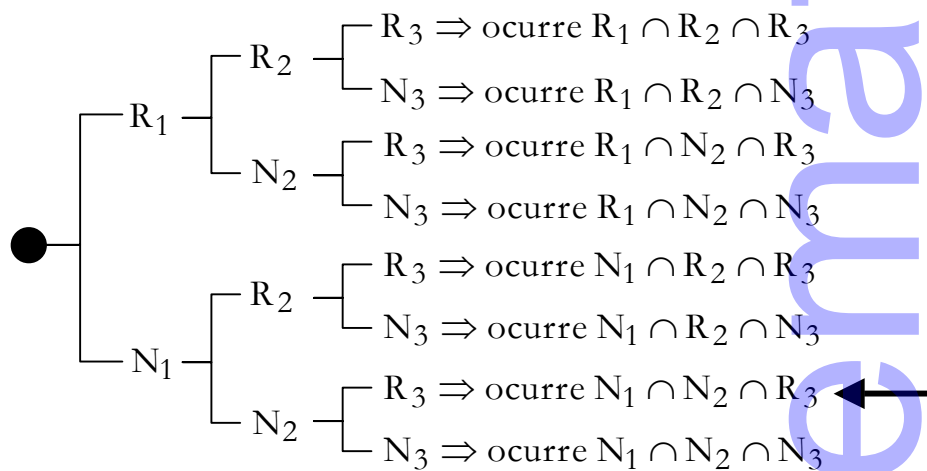 R₃ ⇒ ocurre R₁ ∩ R₂ ∩ R₃
R₂
N₃ ⇒ ocurre R₁ ∩ R₂ ∩ N₃
R₁
R₃ ⇒ ocurre R₁ ∩ N₂ ∩ R₃
N₂
N₃ ⇒ ocurre R₁ ∩ N₂ ∩ N₃
R₃ ⇒ ocurre N₁ ∩ R₂ ∩ R₃
R₂
N₃ ⇒ ocurre N₁ ∩ R₂ ∩ N₃
N₁
R₃ ⇒ ocurre N₁ ∩ N₂ ∩ R₃
N₂
N₃ ⇒ ocurre N₁ ∩ N₂ ∩ N₃
ema